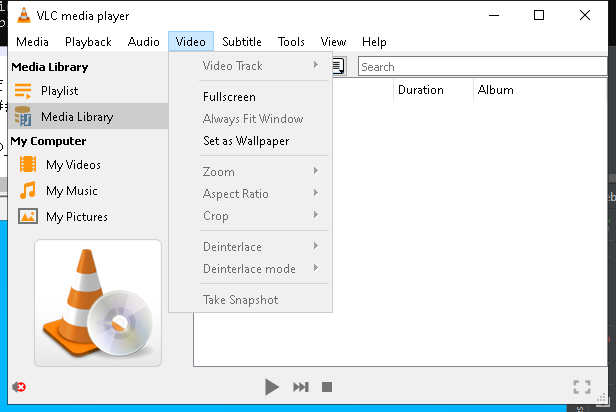 VLC media player
Media Playback Audio Video Subtitle Tools View Help
Media Library
Playlist
Media Library
My Computer
My Videos
My Music
My Pictures
Video Track
Fullscreen
Always Fit Window
Set as Wallpaper
Zoom
Aspect Ratio
Crop
Deinterlace
Deinterlace mode
Take Snapshot
Search
Duration Album